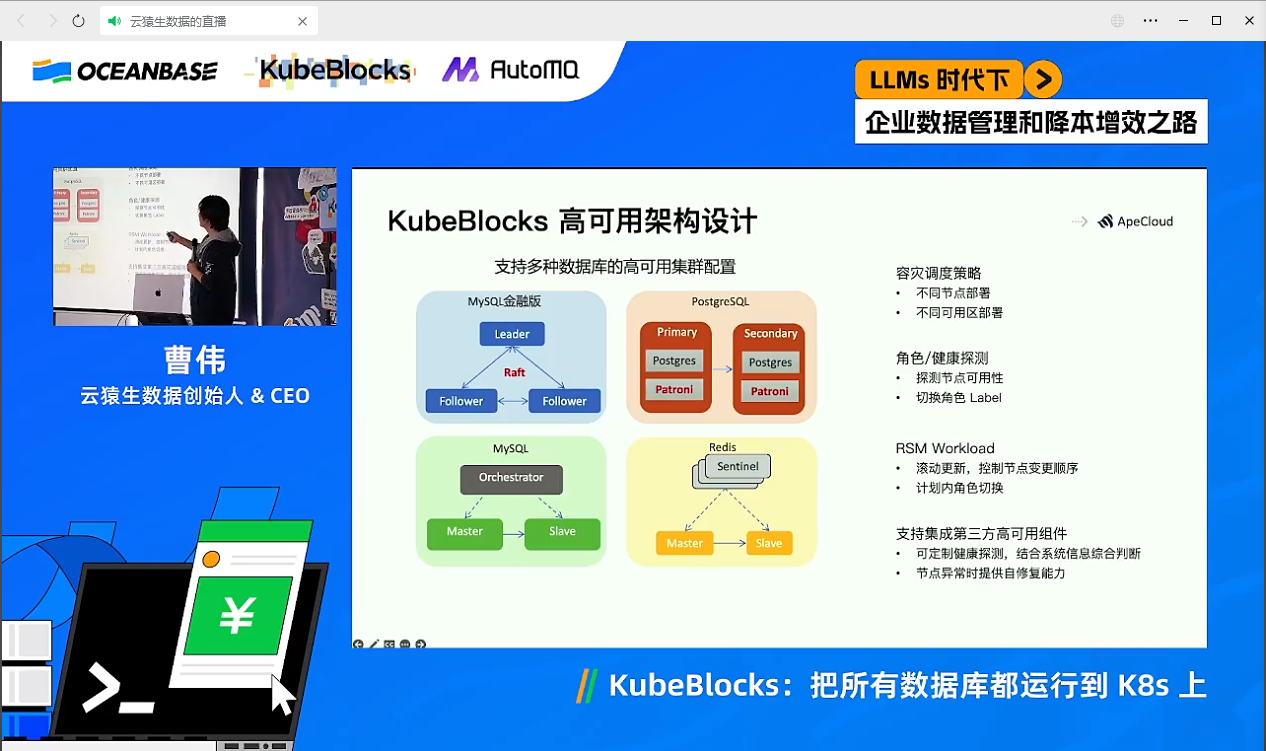 云猿生数据的直播
OCEANBASE
KubeBlocks
AutoMQ
LLMs 时代下
企业数据管理和降本增效之路
曹伟
云猿生数据创始人 & CEO
KubeBlocks 高可用架构设计
ApeCloud
支持多种数据库的高可用集群配置
MySQL金融版
Leader
Raft
Follower
Follower
PostgreSQL
Primary
Postgres
Patroni
Secondary
Postgres
Patroni
MySQL
Orchestrator
Master
Slave
Redis
Sentinel
Master
Slave
容灾调度策略
• 不同节点部署
• 不同可用区部署
角色/健康探测
• 探测节点可用性
• 切换角色 Label
RSM Workload
• 滚动更新，控制节点变更顺序
• 计划内角色切换
支持集成第三方高可用组件
• 可定制健康探测，结合系统信息综合判断
• 节点异常时提供自修复能力
¥
>_
// KubeBlocks：把所有数据库都运行到 K8s 上